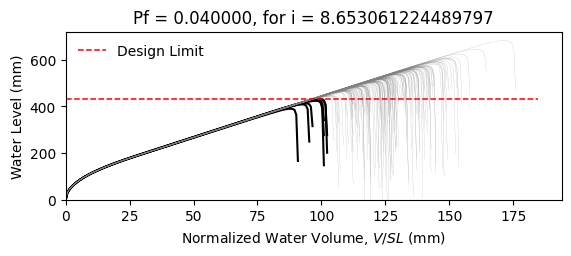 Pf = 0.040000, for i = 8.653061224489797
Design Limit
Water Level (mm)
600
400
200
0
0 25 50 75 100 125 150 175
Normalized Water Volume, V/SL (mm)